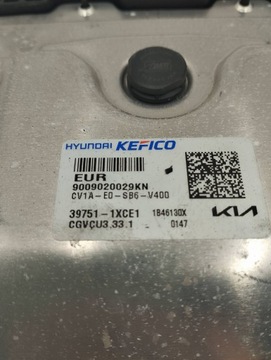 HYUNDAI KEFICO
EUR
9009020029KN
CV1A-E0-SB6-V400
39751-1XCE1 1846130X
CGVCU3.33.1 0147
KIA